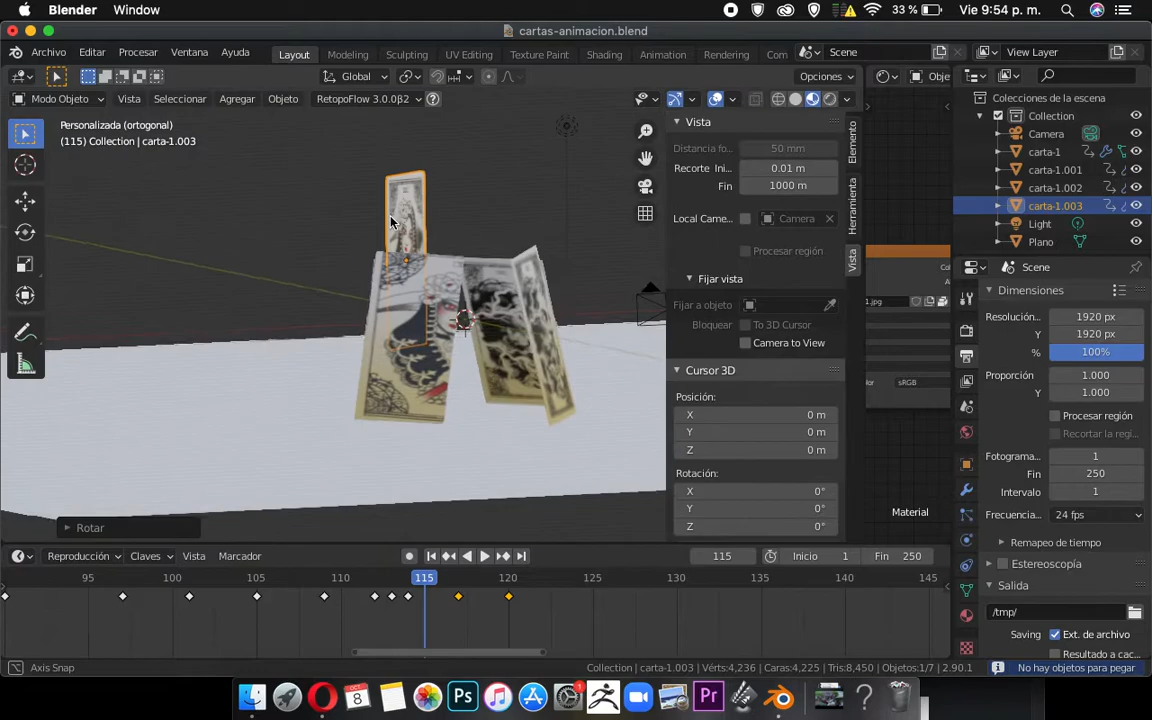 Blender
Window
33 %
Vie 9:54 p. m.
cartas-animacion.blend
Archivo Editar Procesar Ventana Ayuda Layout Modeling Sculpting UV Editing Texture Paint Shading Animation Rendering Com Scene View Layer
Global Opciones Obje
Modo Objeto Vista Seleccionar Agregar Objeto RetopoFlow 3.0.0β2
Personalizada (ortogonal)
(115) Collection | carta-1.003
Vista
Distancia fo... 50 mm
Recorte Ini... 0.01 m
Fin 1000 m
Local Came... Camera
Procesar región
Fijar vista
Fijar a objeto
Bloquear To 3D Cursor
Camera to View
Cursor 3D
Posición:
X 0 m
Y 0 m
Z 0 m
Rotación:
X 0°
Y 0°
Z 0°
Elemento
Herramienta
Vista
Co
1.jpg
lor sRGB
Material
Colecciones de la escena
Collection
Camera
carta-1
carta-1.001
carta-1.002
carta-1.003
Light
Plano
Scene
Dimensiones
Resolución... 1920 px
Y 1920 px
% 100%
Proporción 1.000
Y 1.000
Procesar región
Recortar la regi...
Fotograma... 1
Fin 250
Intervalo 1
Frecuencia... 24 fps
Remapeo de tiempo
Estereoscopía
Salida
/tmp/
Saving Ext. de archivo
Resultado a cac...
Rotar
Reproducción Claves Vista Marcador 115 Inicio 1 Fin 250
95 100 105 110 115 120 125 130 135 140 145
Axis Snap
Collection | carta-1.003 | Vérts:4,236 | Caras:4,225 | Tris:8,450 | Objetos:1/7 | 2.90.1
No hay objetos para pegar
8
Ps
1
Pr